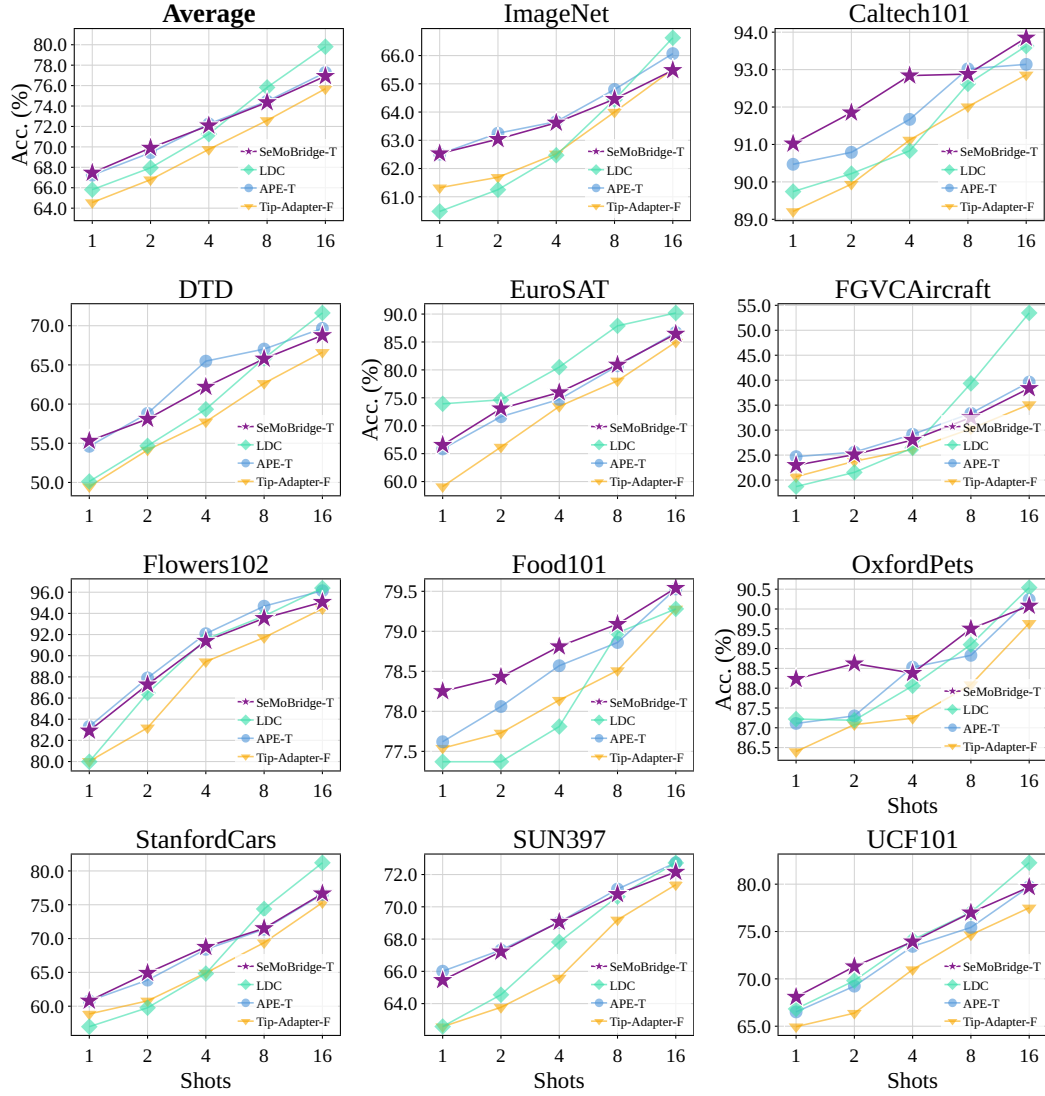 Average
Acc. (%)
80.0
78.0
76.0
74.0
72.0
70.0
68.0
66.0
64.0
SeMoBridge-T
LDC
APE-T
Tip-Adapter-F
1 2 4 8 16
ImageNet
66.0
65.0
64.0
63.0
62.0
61.0
SeMoBridge-T
LDC
APE-T
Tip-Adapter-F
1 2 4 8 16
Caltech101
94.0
93.0
92.0
91.0
90.0
89.0
SeMoBridge-T
LDC
APE-T
Tip-Adapter-F
1 2 4 8 16
DTD
70.0
65.0
60.0
55.0
50.0
SeMoBridge-T
LDC
APE-T
Tip-Adapter-F
1 2 4 8 16
EuroSAT
Acc. (%)
90.0
85.0
80.0
75.0
70.0
65.0
60.0
SeMoBridge-T
LDC
APE-T
Tip-Adapter-F
1 2 4 8 16
FGVCAircraft
55.0
50.0
45.0
40.0
35.0
30.0
25.0
20.0
SeMoBridge-T
LDC
APE-T
Tip-Adapter-F
1 2 4 8 16
Flowers102
96.0
94.0
92.0
90.0
88.0
86.0
84.0
82.0
80.0
SeMoBridge-T
LDC
APE-T
Tip-Adapter-F
1 2 4 8 16
Food101
79.5
79.0
78.5
78.0
77.5
SeMoBridge-T
LDC
APE-T
Tip-Adapter-F
1 2 4 8 16
OxfordPets
Acc. (%)
90.5
90.0
89.5
89.0
88.5
88.0
87.5
87.0
86.5
SeMoBridge-T
LDC
APE-T
Tip-Adapter-F
1 2 4 8 16
Shots
StanfordCars
80.0
75.0
70.0
65.0
60.0
SeMoBridge-T
LDC
APE-T
Tip-Adapter-F
1 2 4 8 16
Shots
SUN397
72.0
70.0
68.0
66.0
64.0
SeMoBridge-T
LDC
APE-T
Tip-Adapter-F
1 2 4 8 16
Shots
UCF101
80.0
75.0
70.0
65.0
SeMoBridge-T
LDC
APE-T
Tip-Adapter-F
1 2 4 8 16
Shots